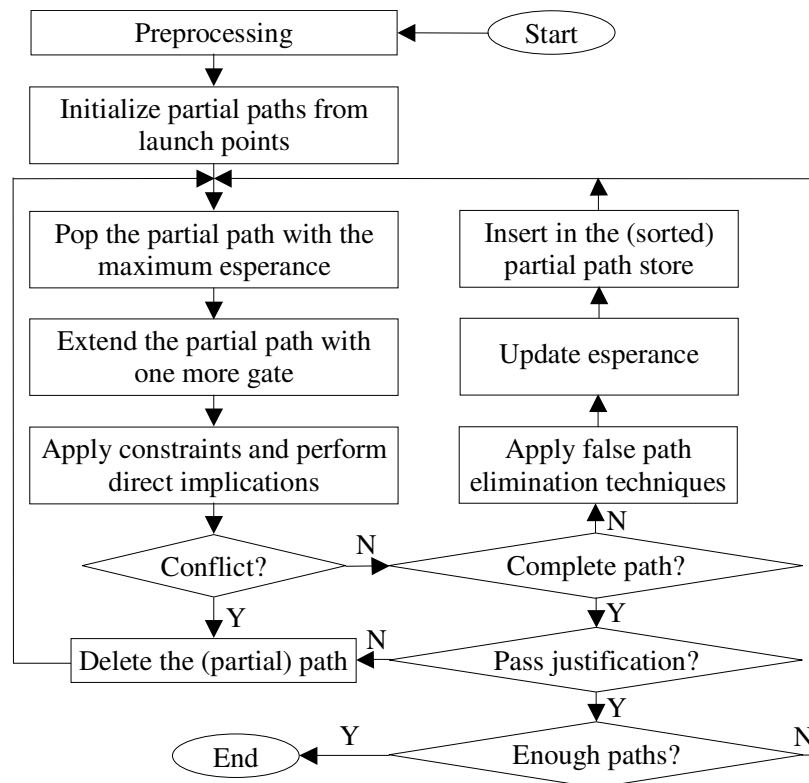 Start
Preprocessing
Initialize partial paths from
launch points
Pop the partial path with the
maximum esperance
Extend the partial path with
one more gate
Apply constraints and perform
direct implications
Conflict?
N
Y
Delete the (partial) path
Insert in the (sorted)
partial path store
Update esperance
Apply false path
elimination techniques
N
Complete path?
Y
N
Pass justification?
Y
Enough paths?
N
Y
End